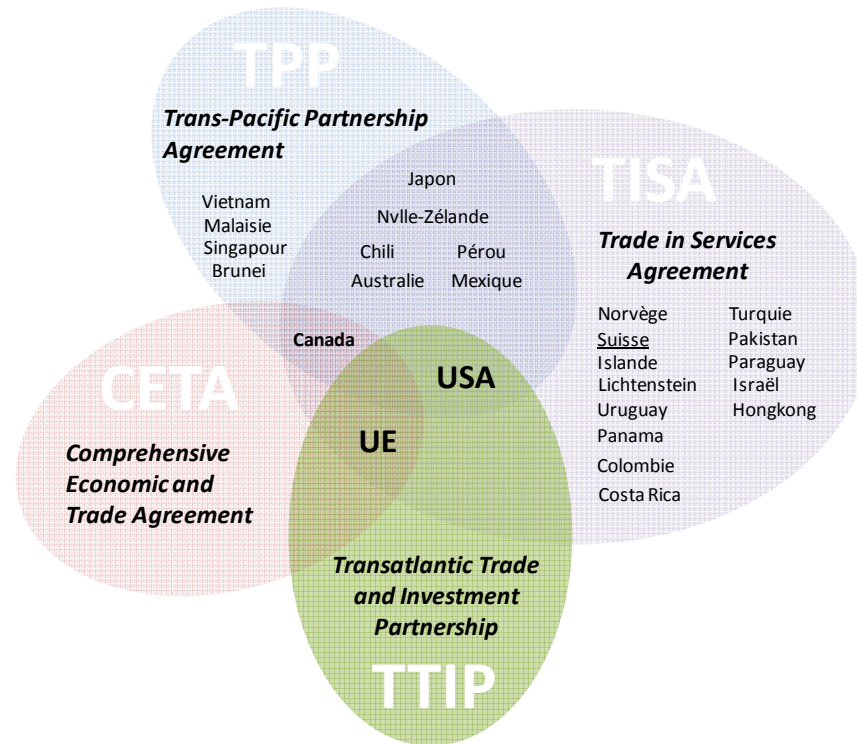 TPP
Trans-Pacific Partnership
Agreement
Vietnam
Malaisie
Singapour
Brunei
Japon
Nvlle-Zélande
Chili Pérou
Australie Mexique
TISA
Trade in Services
Agreement
Norvège Turquie
Suisse Pakistan
Islande Paraguay
Lichtenstein Israël
Uruguay Hongkong
Panama
Colombie
Costa Rica
Canada
USA
UE
CETA
Comprehensive
Economic and
Trade Agreement
Transatlantic Trade
and Investment
Partnership
TTIP